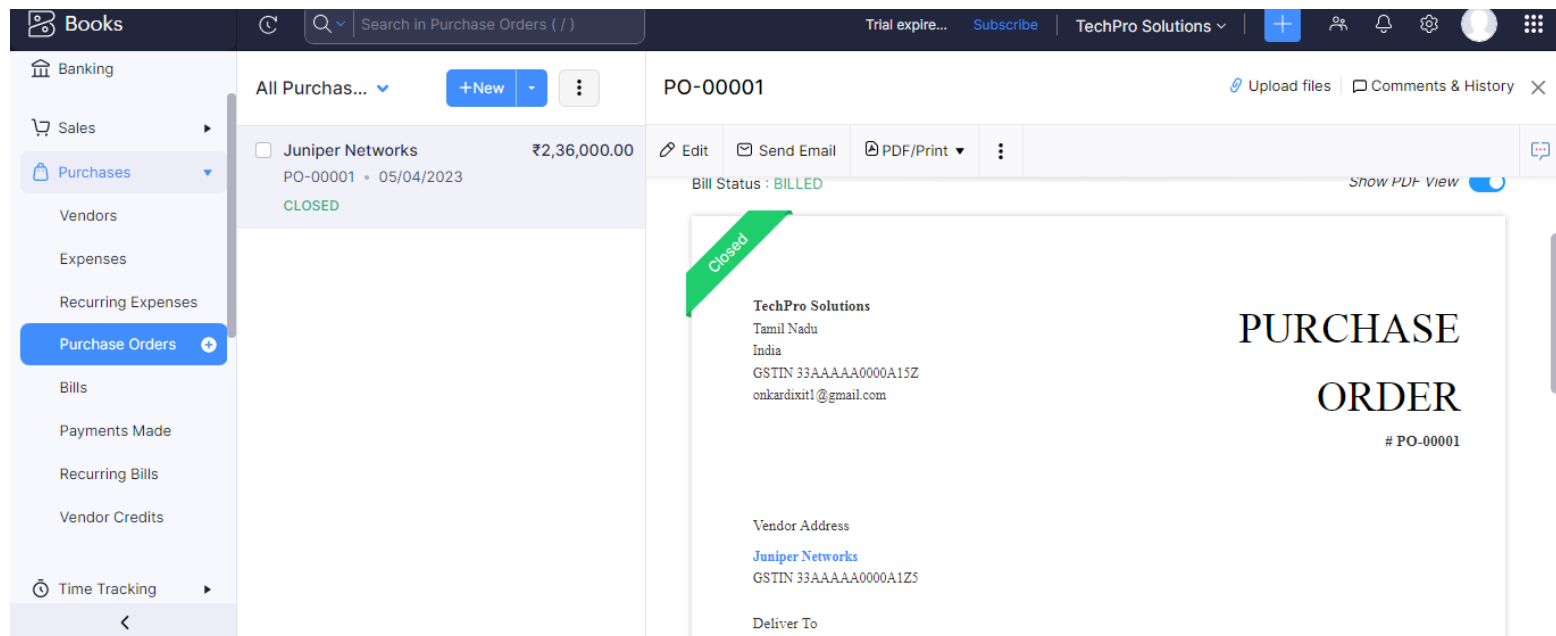 Books
Search in Purchase Orders ( / )
Trial expire... Subscribe
TechPro Solutions
Banking
Sales
Purchases
Vendors
Expenses
Recurring Expenses
Purchase Orders
Bills
Payments Made
Recurring Bills
Vendor Credits
Time Tracking
All Purchas...
+New
Juniper Networks ₹2,36,000.00
PO-00001 • 05/04/2023
CLOSED
PO-00001
Upload files
Comments & History
Edit
Send Email
PDF/Print
Bill Status : BILLED
Show PDF View
Closed
TechPro Solutions
Tamil Nadu
India
GSTIN 33AAAAA0000A15Z
onkardixit1@gmail.com
PURCHASE
ORDER
# PO-00001
Vendor Address
Juniper Networks
GSTIN 33AAAAA0000A1Z5
Deliver To